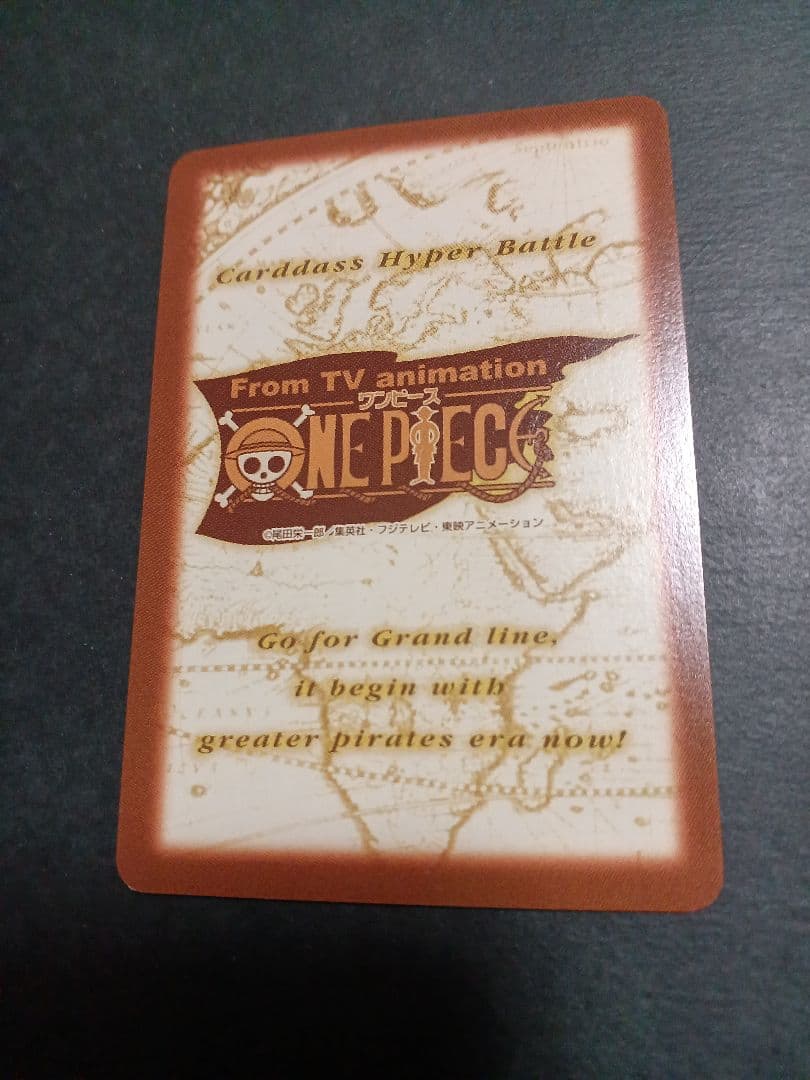 Carddass Hyper Battle
From TV animation
ワンピース
ONE PIECE
©尾田栄一郎/集英社・フジテレビ・東映アニメーション
Go for Grand line,
it begin with
greater pirates era now!